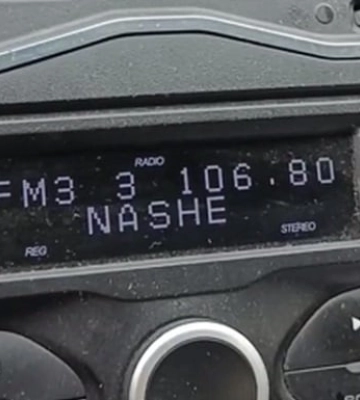 RADIO
FM3 3 106.80
NASHE
REG
STEREO